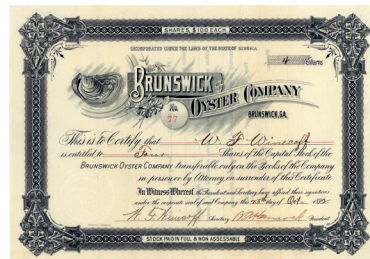 SHARES, $100 EACH
INCORPORATED UNDER THE LAWS OF THE STATE OF GEORGIA
4 Shares
BRUNSWICK
OYSTER COMPANY
No. 77
BRUNSWICK, GA.
This is to Certify that W. F. Winecoff
is entitled to Four Shares of the Capital Stock of the
BRUNSWICK OYSTER COMPANY, transferable only on the Books of the Company
in person or by Attorney on surrender of this Certificate
In Witness Whereof, the President and Secretary have affixed their signatures
under the corporate seal of said Company this day of Oct. 1892
Secretary President
STOCK PAID IN FULL & NON ASSESSABLE